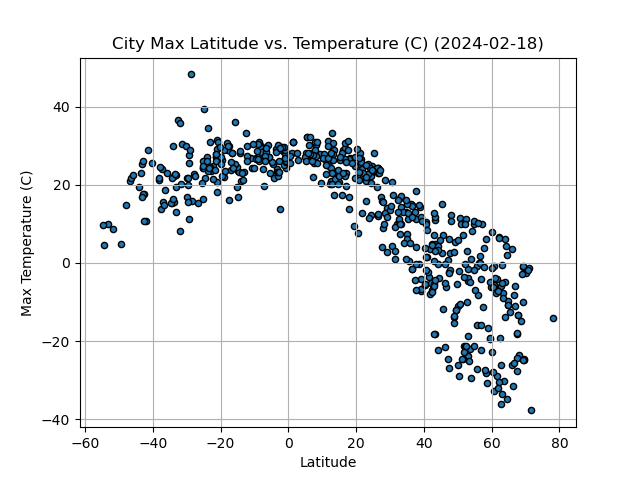 City Max Latitude vs. Temperature (C) (2024-02-18)
Max Temperature (C)
40
20
0
−20
−40
−60 −40 −20 0 20 40 60 80
Latitude